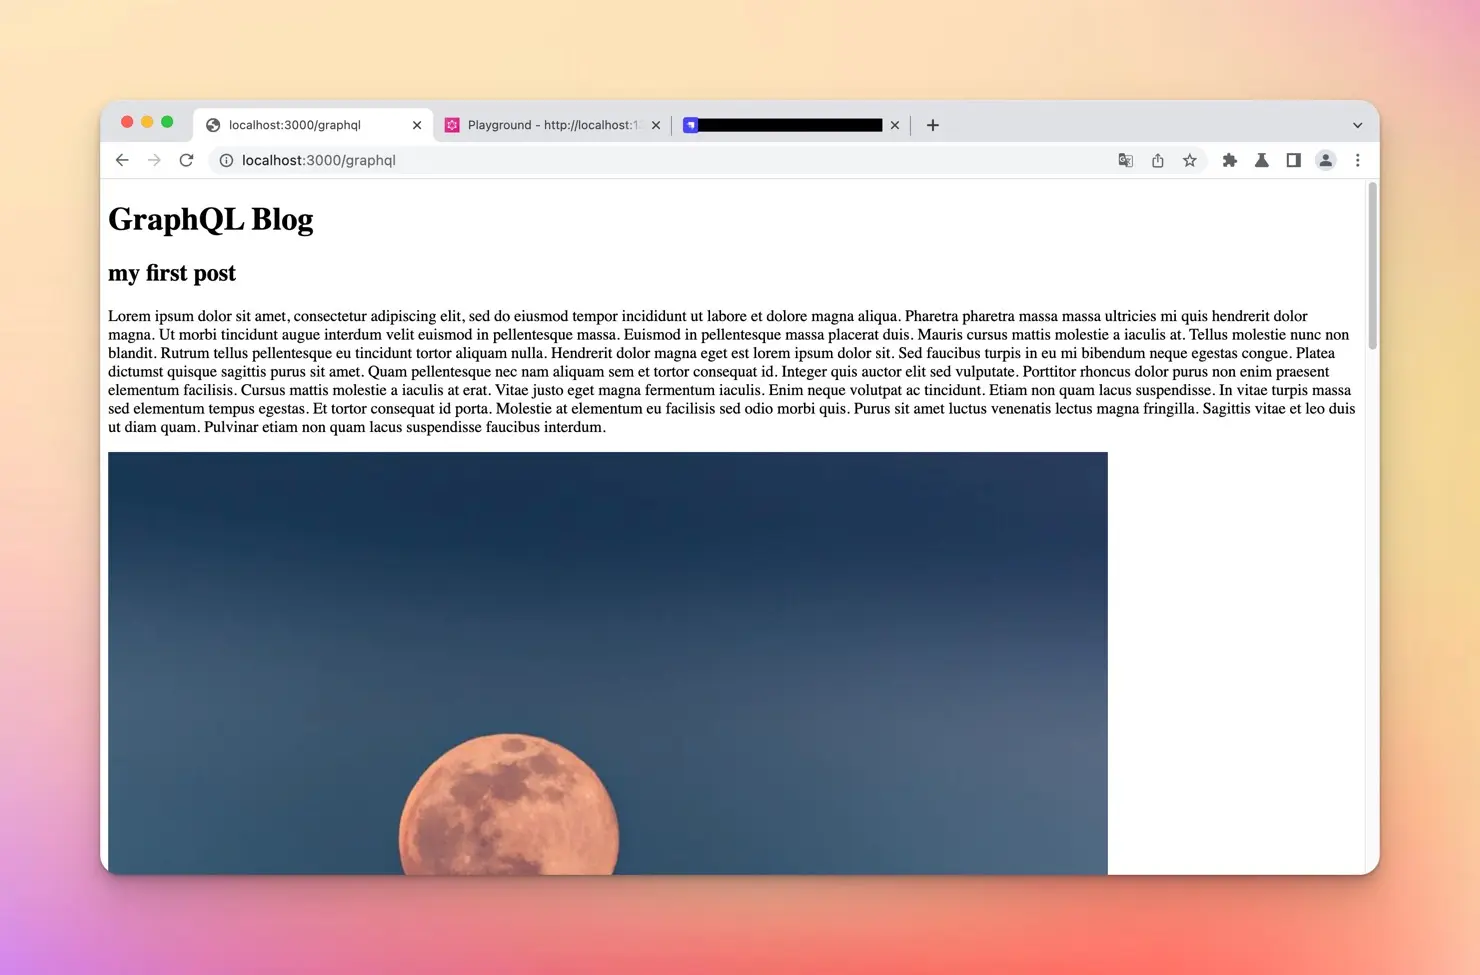 localhost:3000/graphql
Playground - http://localhost:1
localhost:3000/graphql
GraphQL Blog
my first post
Lorem ipsum dolor sit amet, consectetur adipiscing elit, sed do eiusmod tempor incididunt ut labore et dolore magna aliqua. Pharetra pharetra massa massa ultricies mi quis hendrerit dolor
magna. Ut morbi tincidunt augue interdum velit euismod in pellentesque massa. Euismod in pellentesque massa placerat duis. Mauris cursus mattis molestie a iaculis at. Tellus molestie nunc non
blandit. Rutrum tellus pellentesque eu tincidunt tortor aliquam nulla. Hendrerit dolor magna eget est lorem ipsum dolor sit. Sed faucibus turpis in eu mi bibendum neque egestas congue. Platea
dictumst quisque sagittis purus sit amet. Quam pellentesque nec nam aliquam sem et tortor consequat id. Integer quis auctor elit sed vulputate. Porttitor rhoncus dolor purus non enim praesent
elementum facilisis. Cursus mattis molestie a iaculis at erat. Vitae justo eget magna fermentum iaculis. Enim neque volutpat ac tincidunt. Etiam non quam lacus suspendisse. In vitae turpis massa
sed elementum tempus egestas. Et tortor consequat id porta. Molestie at elementum eu facilisis sed odio morbi quis. Purus sit amet luctus venenatis lectus magna fringilla. Sagittis vitae et leo duis
ut diam quam. Pulvinar etiam non quam lacus suspendisse faucibus interdum.